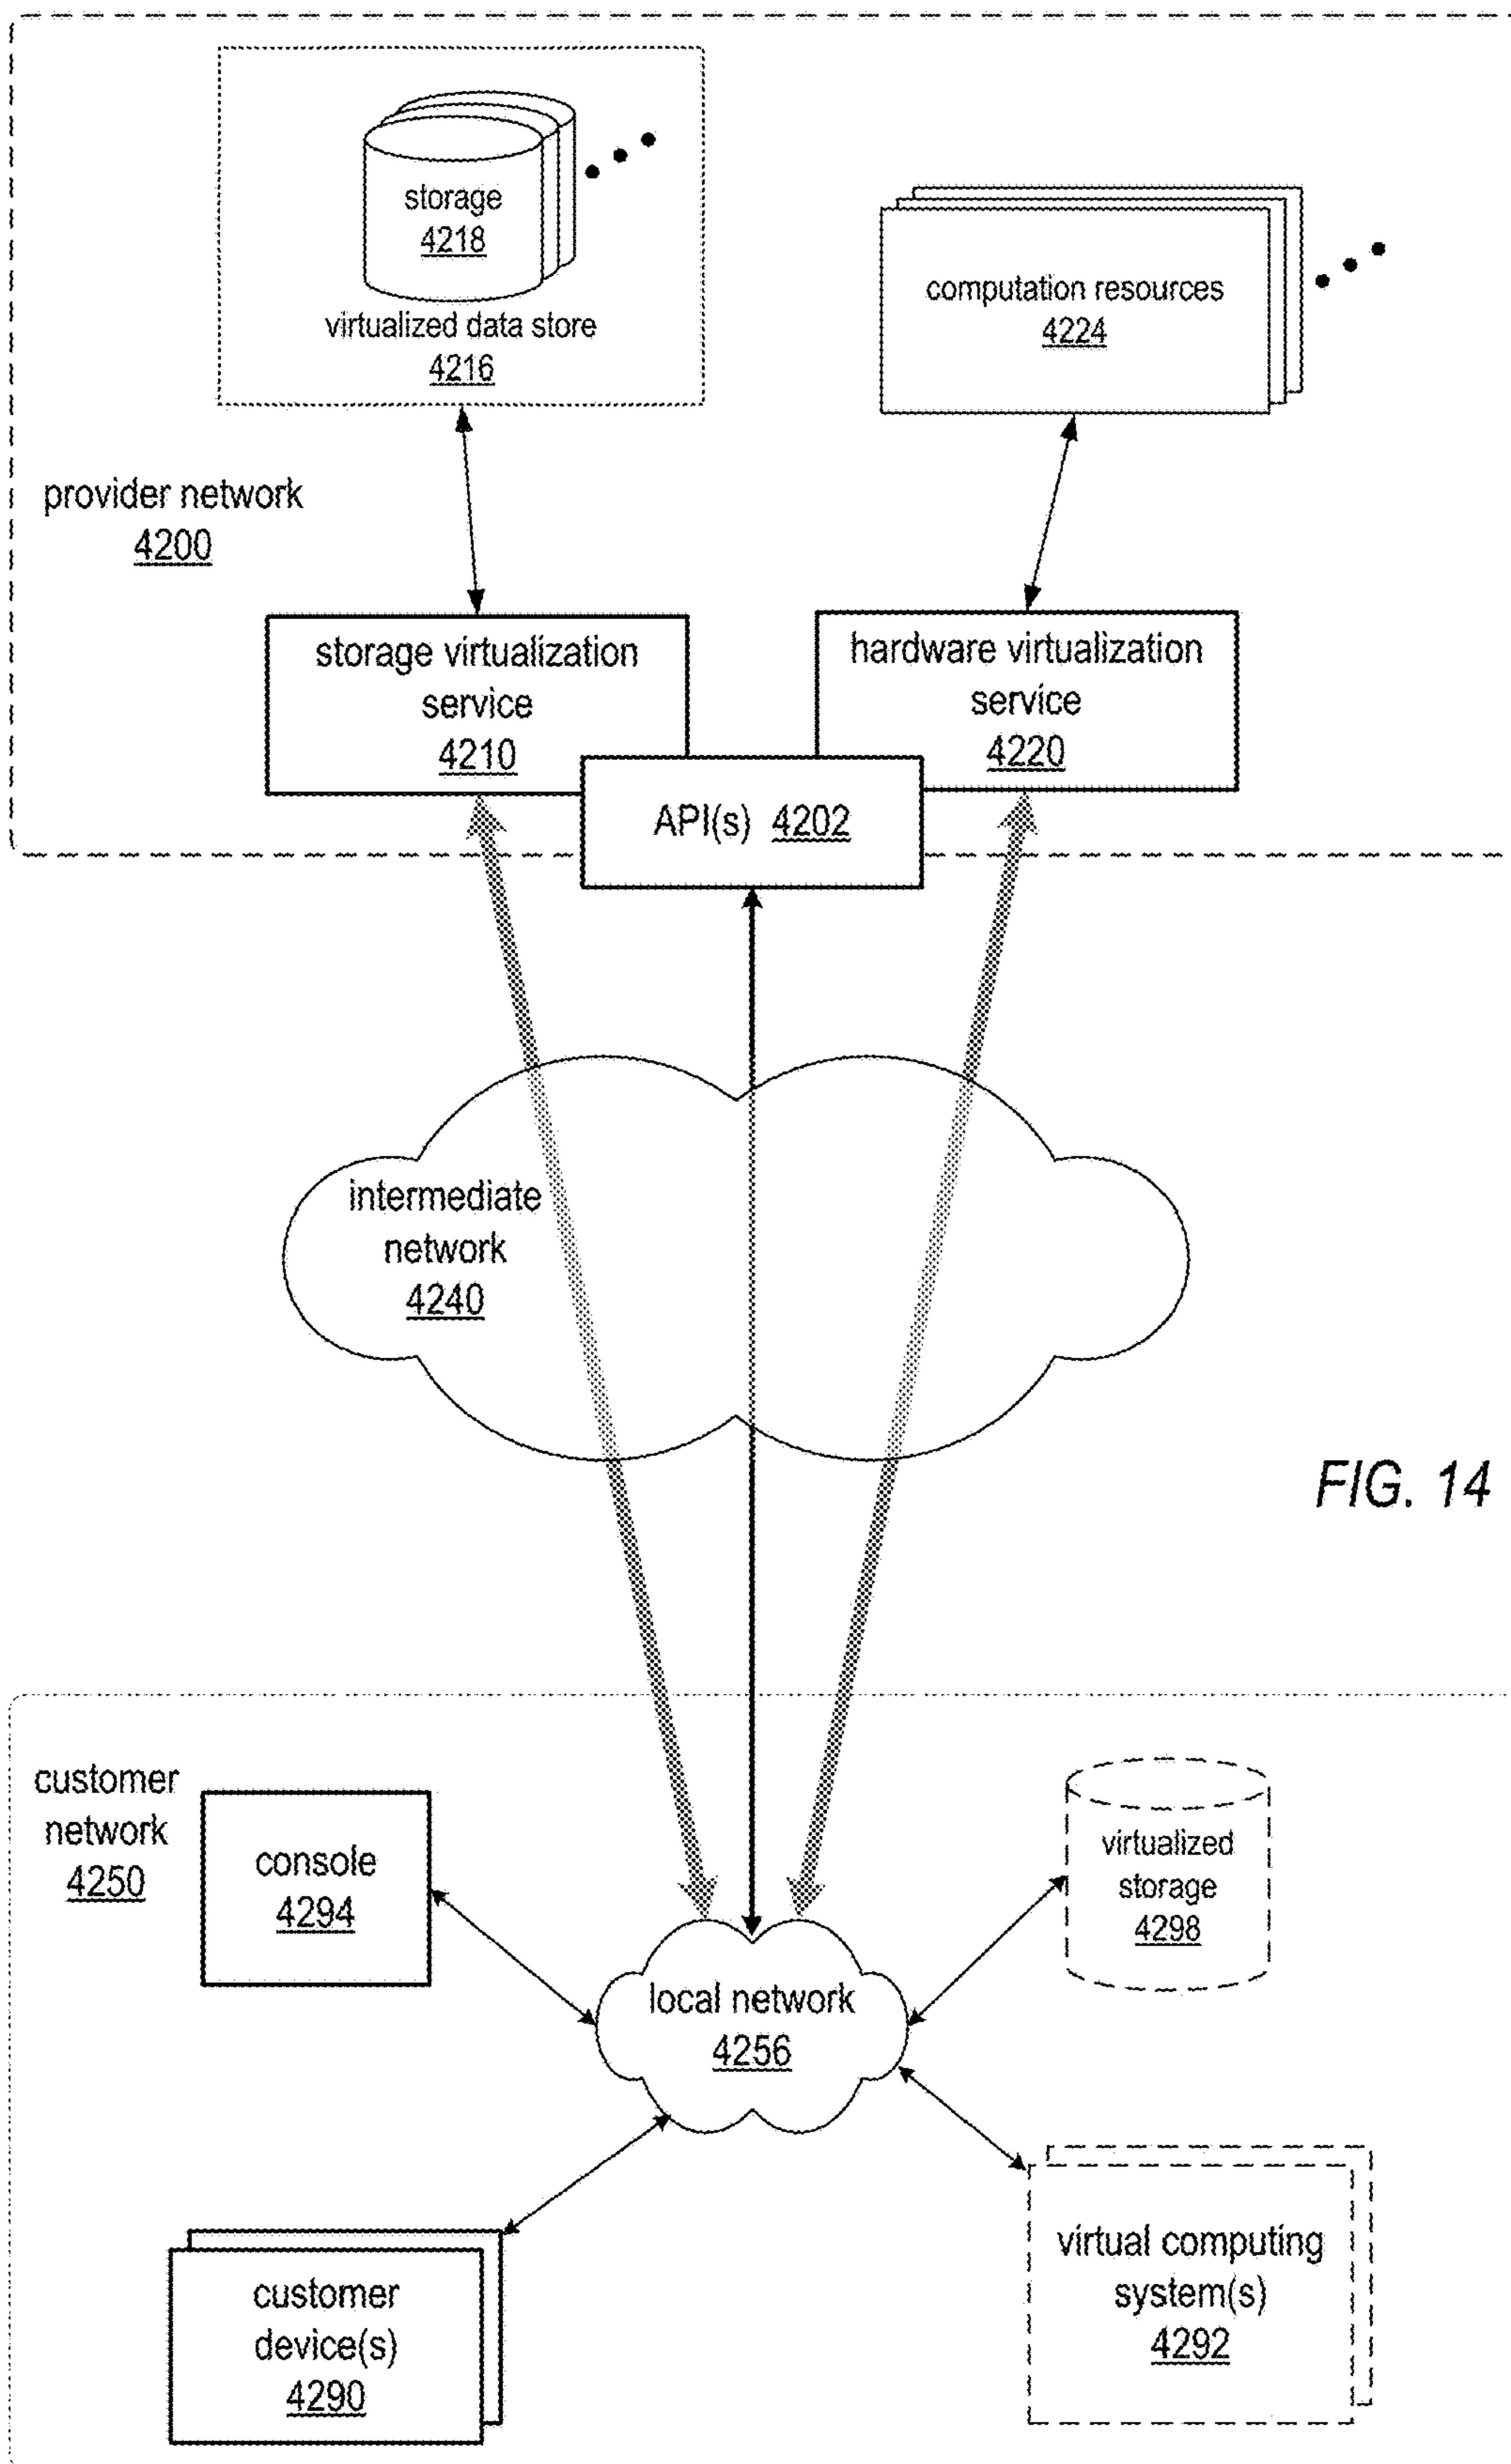 storage
4218
virtualized data store
4216
computation resources
4224
provider network
4200
storage virtualization
service
4210
hardware virtualization
service
4220
API(s) 4202
intermediate
network
4240
FIG. 14
customer
network
4250
console
4294
virtualized
storage
4298
local network
4256
customer
device(s)
4290
virtual computing
system(s)
4292